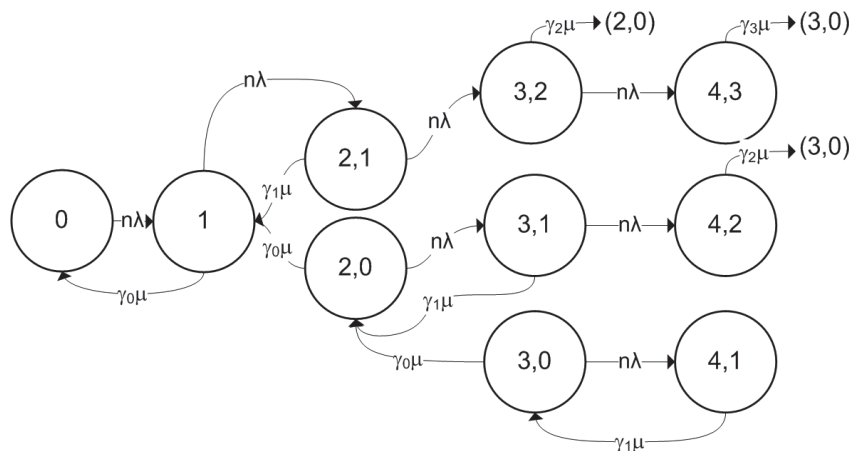 γ₂μ (2,0) γ₃μ (3,0)
nλ 3,2 nλ 4,3
nλ
2,1 γ₂μ (3,0)
γ₁μ
0 nλ 1 3,1 nλ 4,2
γ₀μ nλ
2,0
γ₀μ γ₁μ
γ₀μ 3,0 nλ 4,1
γ₁μ